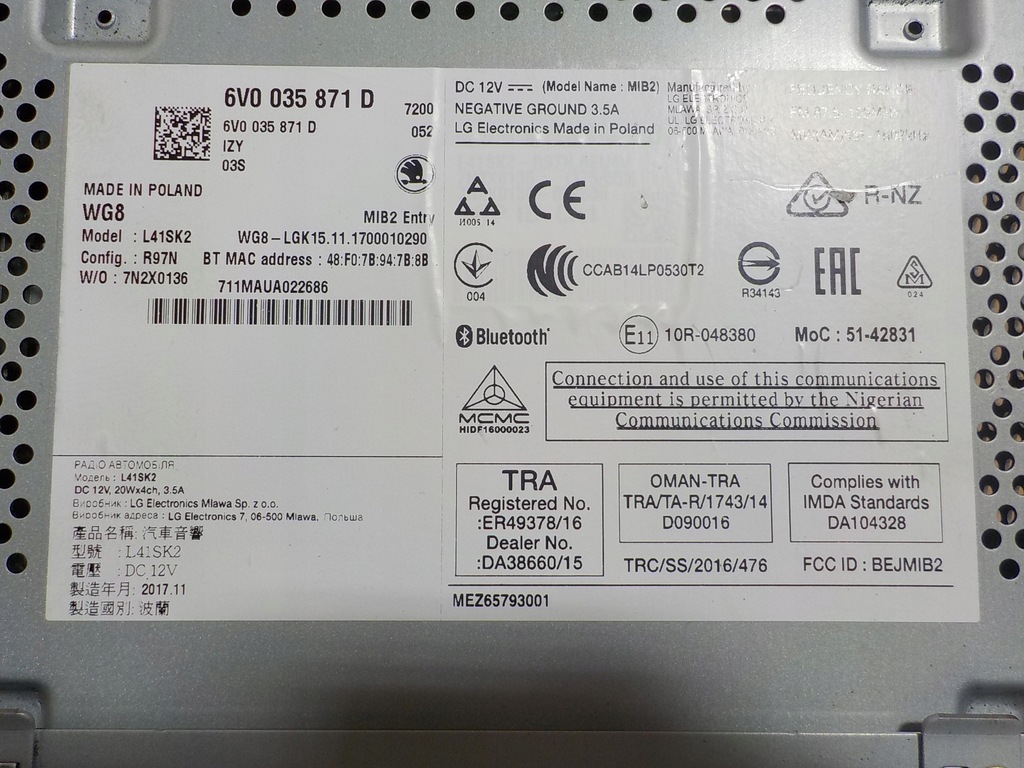 6V0 035 871 D
7200
6V0 035 871 D
052
IZY
03S
MADE IN POLAND
WG8
MIB2 Entry
Model : L41SK2
WG8-LGK15.11.1700010290
Config. : R97N
BT MAC address : 48:F0:7B:94:7B:8B
W/O : 7N2X0136
711MAUA022686
РАДІО АВТОМОБІЛЯ
Модель : L41SK2
DC 12V, 20Wx4ch, 3.5A
Виробник : LG Electronics Mlawa Sp. z o.o.
Виробник адреса : LG Electronics 7, 06-500 Mlawa, Польща
產品名稱: 汽車音響
型號 : L41SK2
電壓 : DC 12V
製造年月: 2017.11
製造國別: 波蘭
DC 12V (Model Name : MIB2)
NEGATIVE GROUND 3.5A
LG Electronics Made in Poland
CE
R-NZ
004
CCAB14LP0530T2
R34143
EAC
024
Bluetooth
E11 10R-048380
MoC : 51-42831
MCMC
HIDF16000023
Connection and use of this communications
equipment is permitted by the Nigerian
Communications Commission
TRA
Registered No.
:ER49378/16
Dealer No.
:DA38660/15
OMAN-TRA
TRA/TA-R/1743/14
D090016
Complies with
IMDA Standards
DA104328
TRC/SS/2016/476
FCC ID : BEJMIB2
MEZ65793001